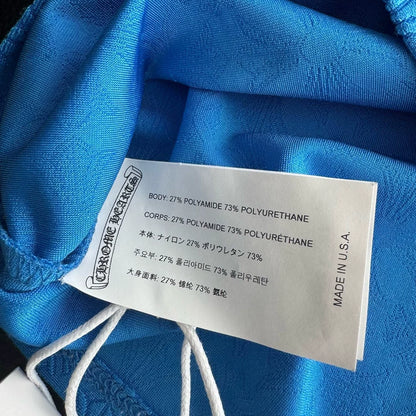 CHROME HEARTS
BODY: 27% POLYAMIDE 73% POLYURETHANE
CORPS: 27% POLYAMIDE 73% POLYURÉTHANE
本体: ナイロン 27% ポリウレタン 73%
주요부: 27% 폴리아미드 73% 폴리우레탄
大身面料: 27% 锦纶 73% 氨纶
MADE IN U.S.A.